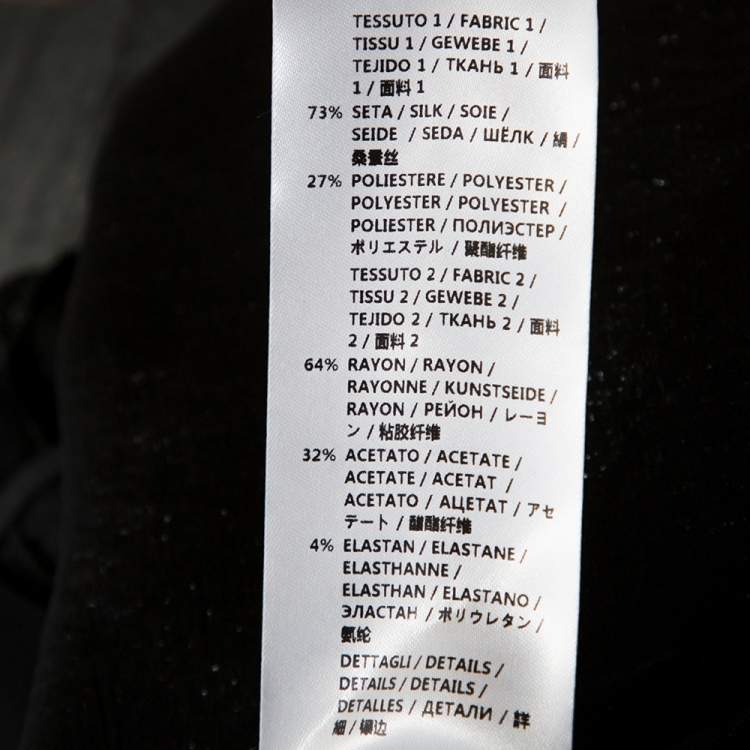 TESSUTO 1 / FABRIC 1 /
TISSU 1 / GEWEBE 1 /
TEJIDO 1 / ТКАНЬ 1 / 面料
1 / 面料 1
73% SETA / SILK / SOIE /
SEIDE / SEDA / ШЁЛК / 絹 /
桑蚕丝
27% POLIESTERE / POLYESTER /
POLYESTER / POLYESTER /
POLIESTER / ПОЛИЭСТЕР /
ポリエステル / 聚酯纤维
TESSUTO 2 / FABRIC 2 /
TISSU 2 / GEWEBE 2 /
TEJIDO 2 / ТКАНЬ 2 / 面料
2 / 面料 2
64% RAYON / RAYON /
RAYONNE / KUNSTSEIDE /
RAYON / РЕЙОН / レーヨ
ン / 粘胶纤维
32% ACETATO / ACETATE /
ACETATE / ACETAT /
ACETATO / АЦЕТАТ / アセ
テート / 醋酯纤维
4% ELASTAN / ELASTANE /
ELASTHANNE /
ELASTHAN / ELASTANO /
ЭЛАСТАН / ポリウレタン /
氨纶
DETTAGLI / DETAILS /
DETAILS / DETAILS /
DETALLES / ДЕТАЛИ / 詳
細 / 镶边